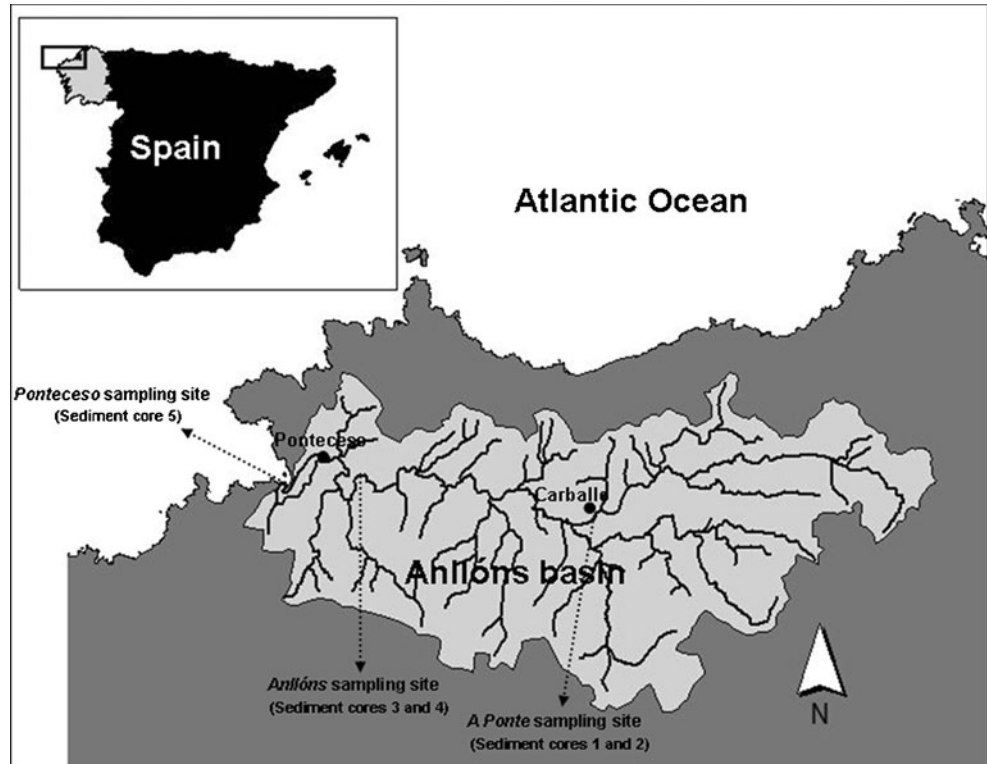 Spain
Atlantic Ocean
Ponteceso sampling site
(Sediment core 5)
Ponteceso
Carballo
Anllóns basin
Anllóns sampling site
(Sediment cores 3 and 4)
A Ponte sampling site
(Sediment cores 1 and 2)
N